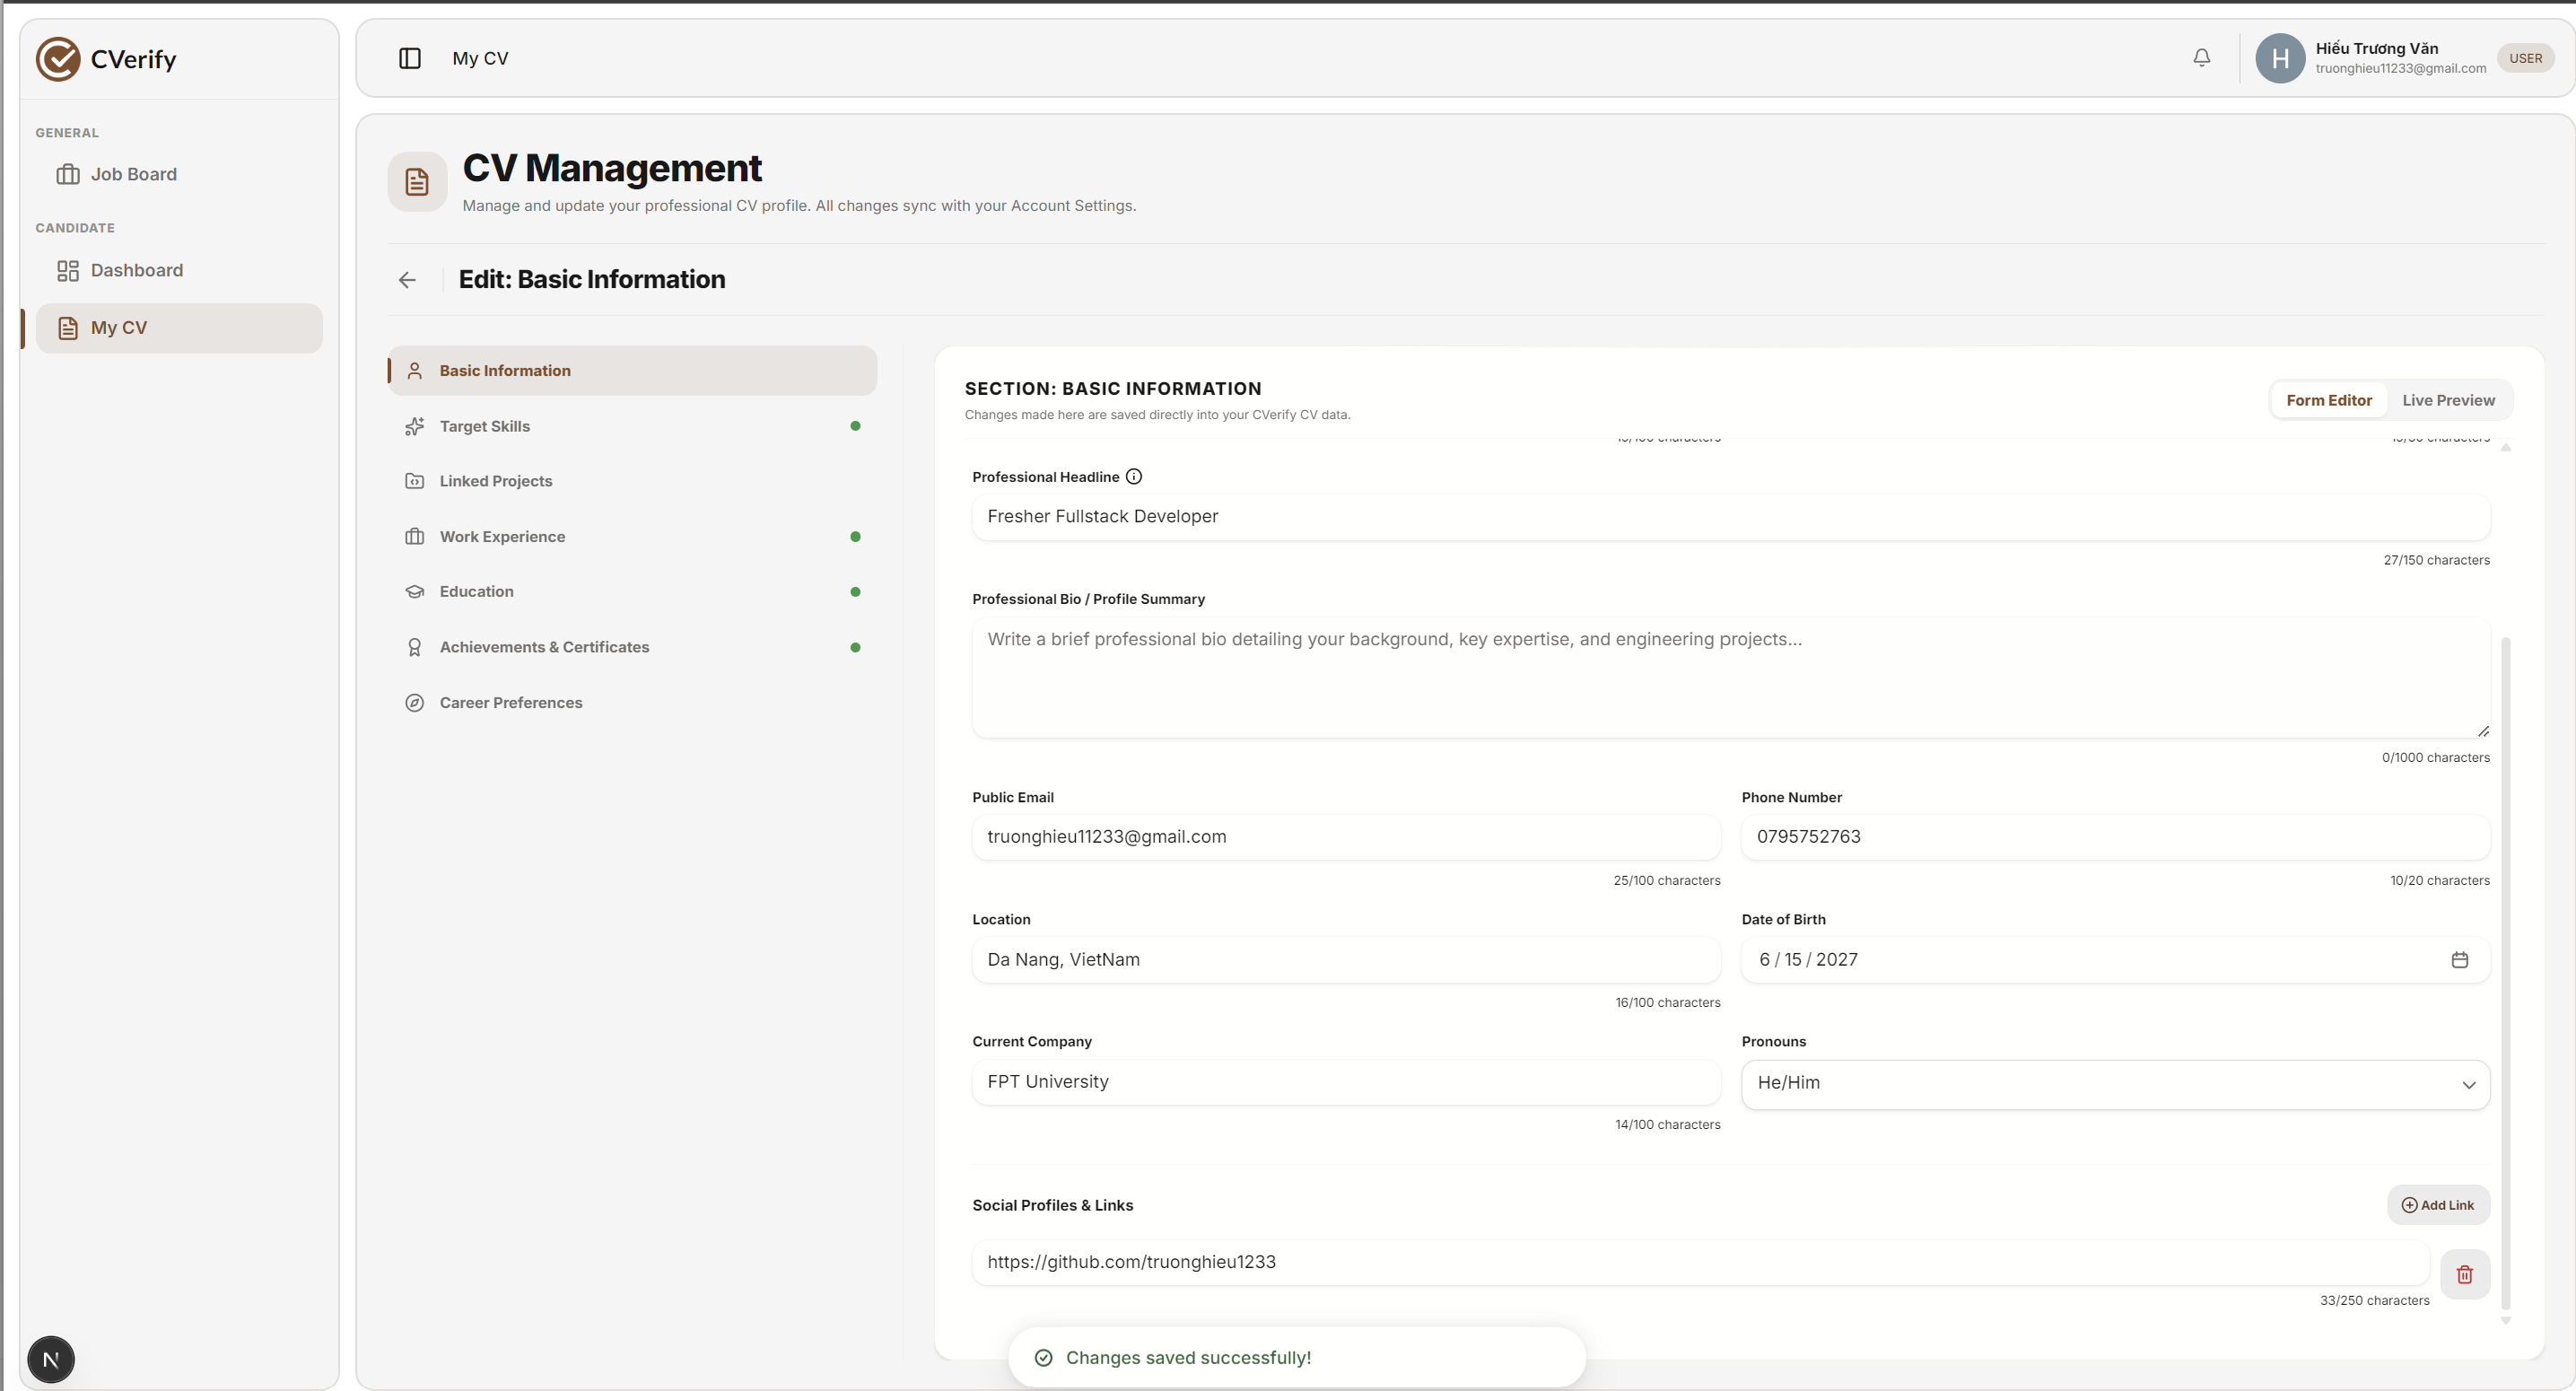 CVerify
GENERAL
Job Board
CANDIDATE
Dashboard
My CV
My CV
H
Hiếu Trương Văn
truonghieu11233@gmail.com
USER
CV Management
Manage and update your professional CV profile. All changes sync with your Account Settings.
Edit: Basic Information
Basic Information
Target Skills
Linked Projects
Work Experience
Education
Achievements & Certificates
Career Preferences
SECTION: BASIC INFORMATION
Changes made here are saved directly into your CVerify CV data.
Form Editor
Live Preview
Professional Headline
Fresher Fullstack Developer
27/150 characters
Professional Bio / Profile Summary
Write a brief professional bio detailing your background, key expertise, and engineering projects...
0/1000 characters
Public Email
truonghieu11233@gmail.com
25/100 characters
Phone Number
0795752763
10/20 characters
Location
Da Nang, VietNam
16/100 characters
Date of Birth
6 / 15 / 2027
Current Company
FPT University
14/100 characters
Pronouns
He/Him
Social Profiles & Links
Add Link
https://github.com/truonghieu1233
33/250 characters
Changes saved successfully!
N